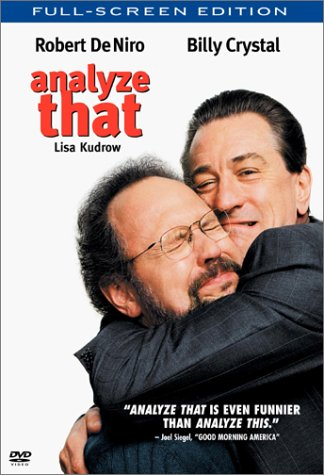 FULL-SCREEN EDITION
Robert De Niro Billy Crystal
analyze
that
Lisa Kudrow
"ANALYZE THAT IS EVEN FUNNIER
THAN ANALYZE THIS."
– Joel Siegel, "GOOD MORNING AMERICA"
DVD
VIDEO